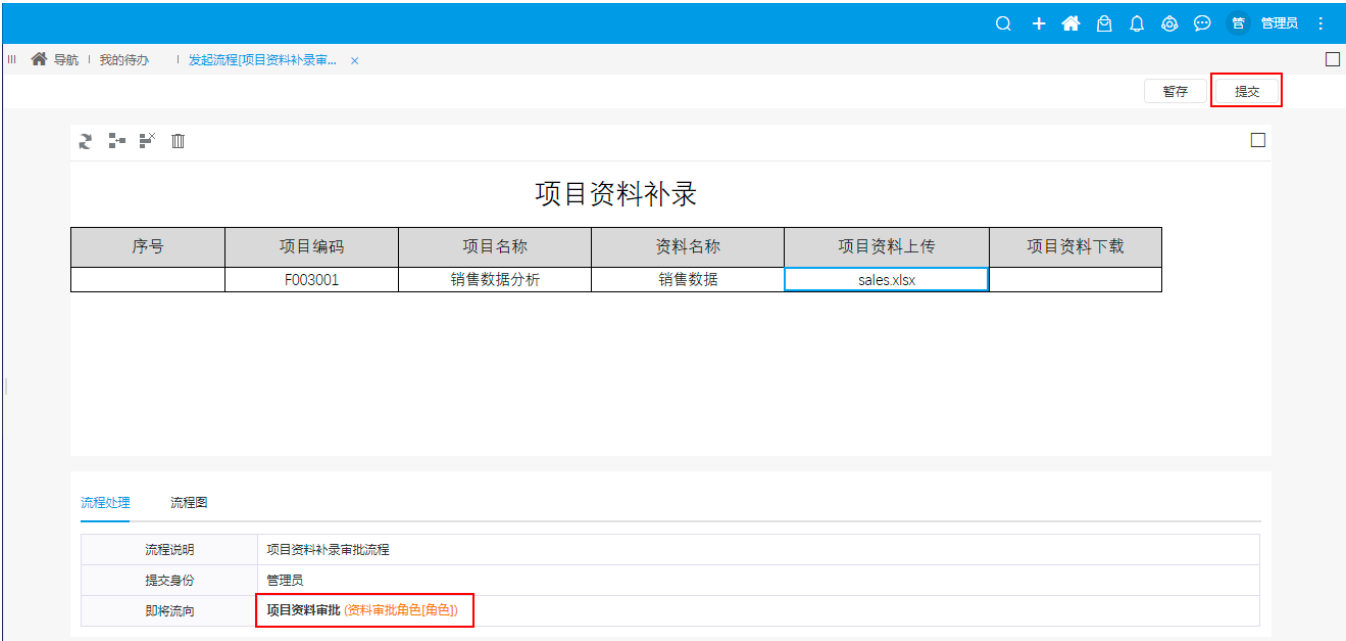 管 管理员
导航 我的待办 发起流程[项目资料补录审... ×
暂存 提交
项目资料补录
序号 项目编码 项目名称 资料名称 项目资料上传 项目资料下载
F003001 销售数据分析 销售数据 sales.xlsx
流程处理 流程图
流程说明 项目资料补录审批流程
提交身份 管理员
即将流向 项目资料审批 (资料审批角色[角色])